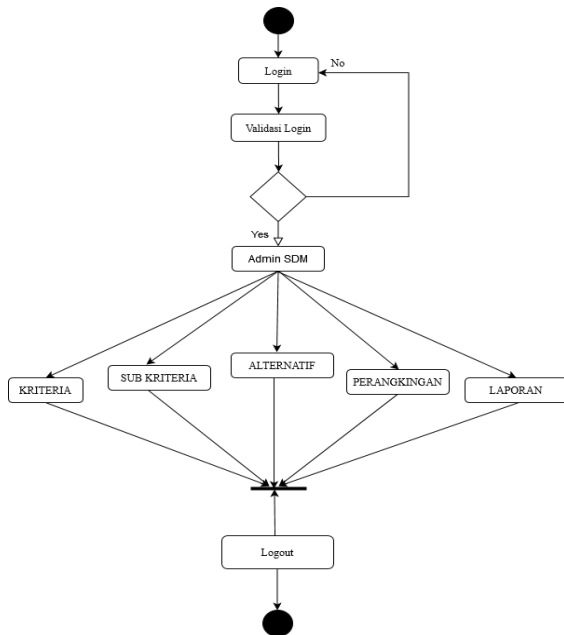 Login
No
Validasi Login
Yes
Admin SDM
KRITERIA
SUB KRITERIA
ALTERNATIF
PERANGKINGAN
LAPORAN
Logout